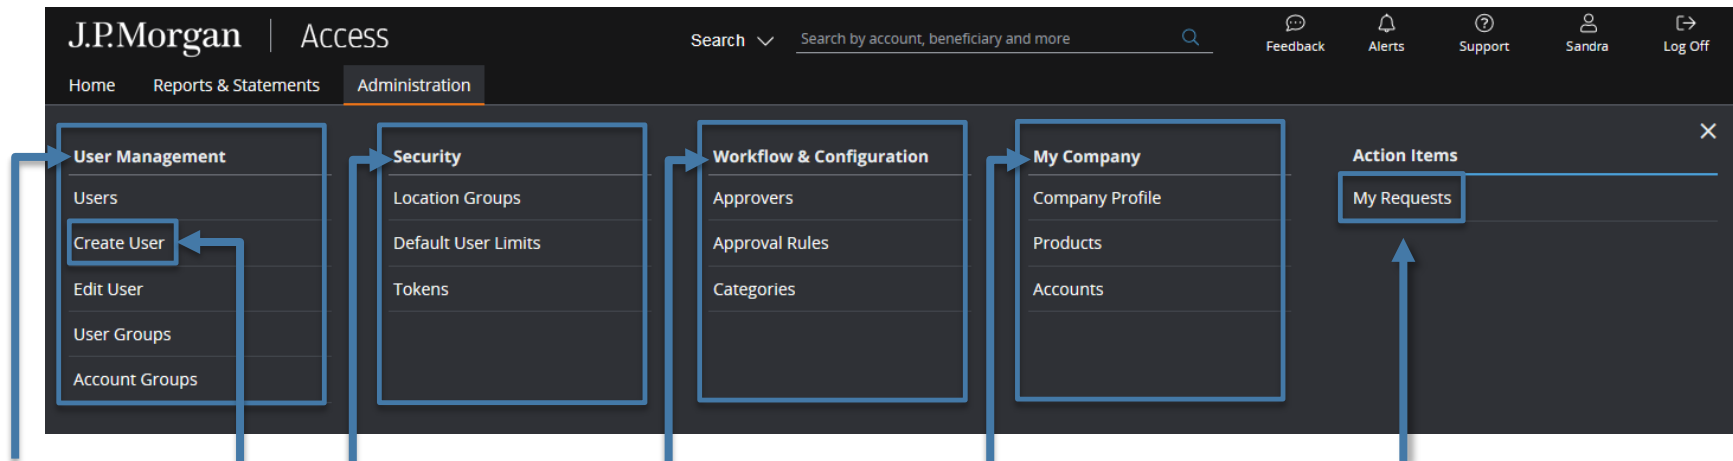 J.P.Morgan | Access
Search
Search by account, beneficiary and more
Feedback
Alerts
Support
Sandra
Log Off
Home
Reports & Statements
Administration
User Management
Users
Create User
Edit User
User Groups
Account Groups
Security
Location Groups
Default User Limits
Tokens
Workflow & Configuration
Approvers
Approval Rules
Categories
My Company
Company Profile
Products
Accounts
Action Items
My Requests